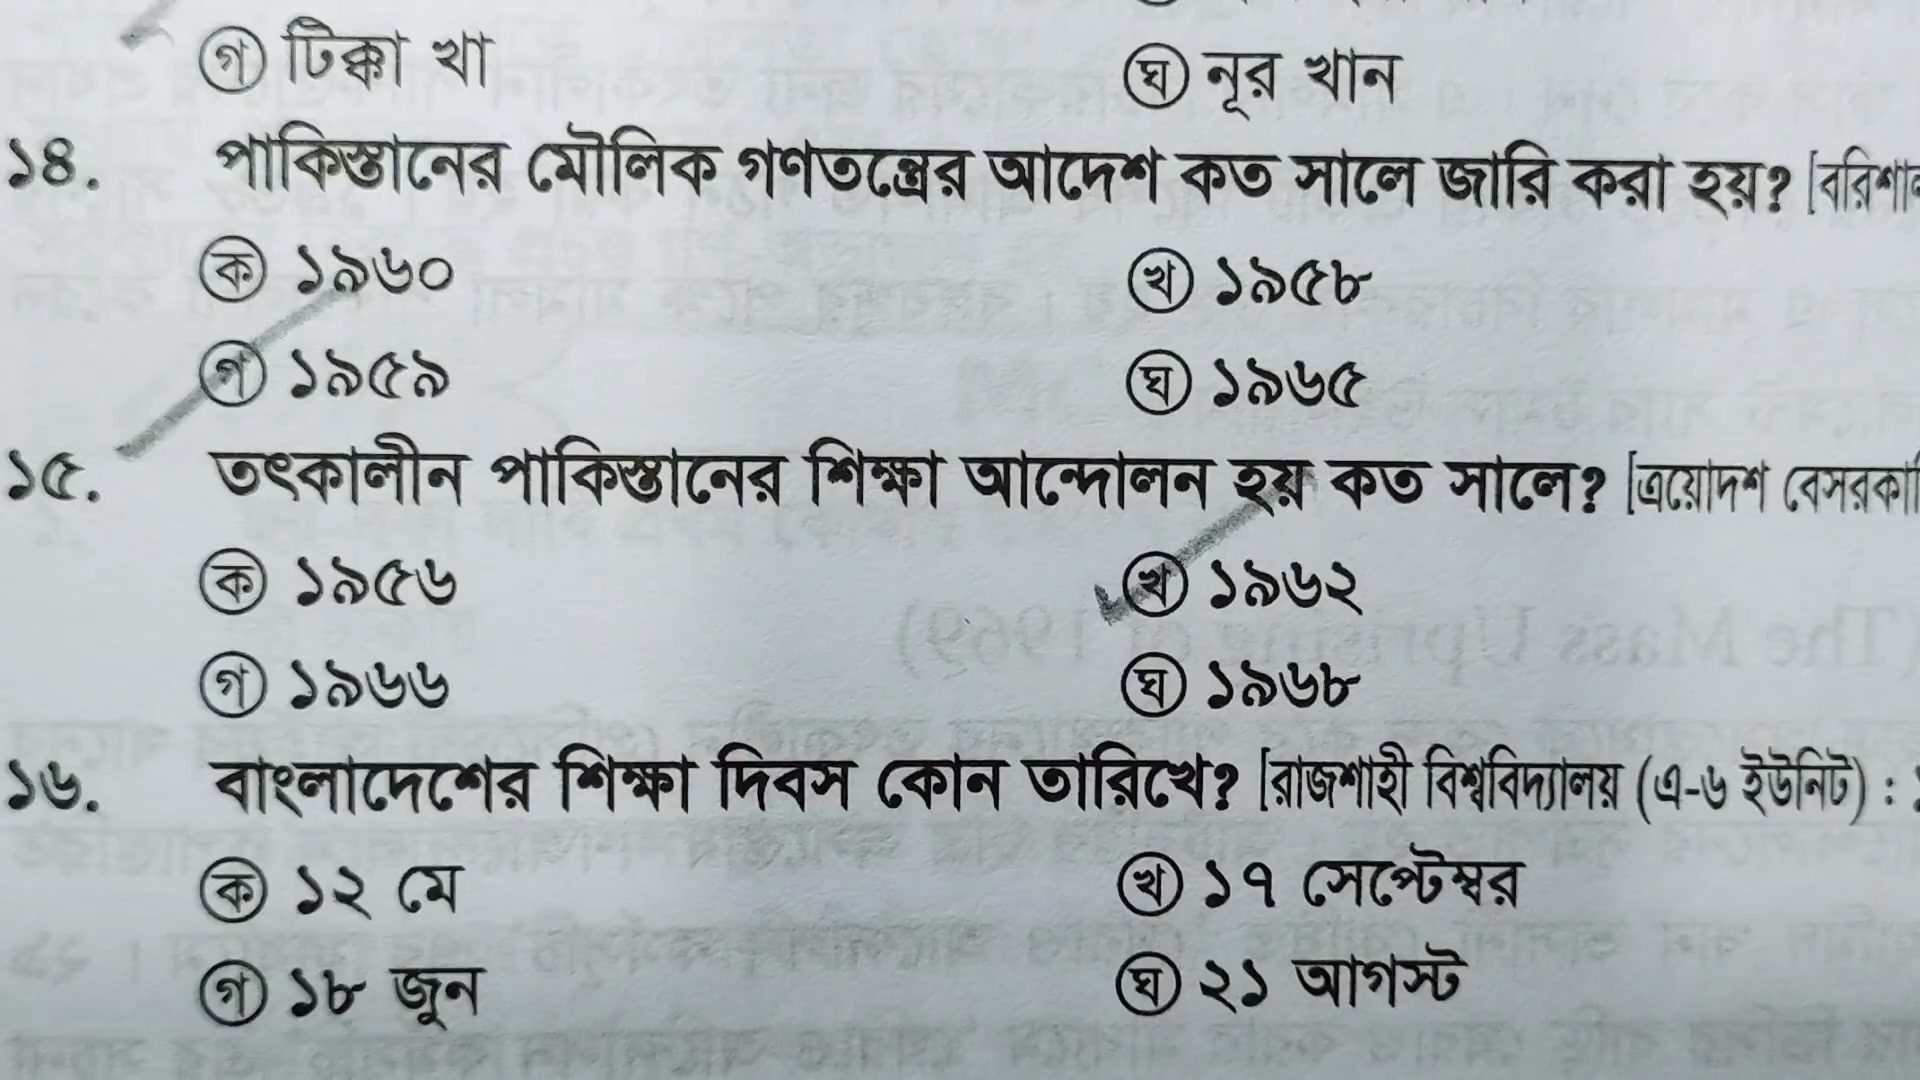 গ টিক্কা খা ঘ নূর খান
১৪. পাকিস্তানের মৌলিক গণতন্ত্রের আদেশ কত সালে জারি করা হয়? [বরিশাল
ক ১৯৬০ খ ১৯৫৮
গ ১৯৫৯ ঘ ১৯৬৫
১৫. তৎকালীন পাকিস্তানের শিক্ষা আন্দোলন হয় কত সালে? [ত্রয়োদশ বেসরকারি
ক ১৯৫৬ খ ১৯৬২
গ ১৯৬৬ ঘ ১৯৬৮
১৬. বাংলাদেশের শিক্ষা দিবস কোন তারিখে? [রাজশাহী বিশ্ববিদ্যালয় (এ-৬ ইউনিট) :
ক ১২ মে খ ১৭ সেপ্টেম্বর
গ ১৮ জুন ঘ ২১ আগস্ট